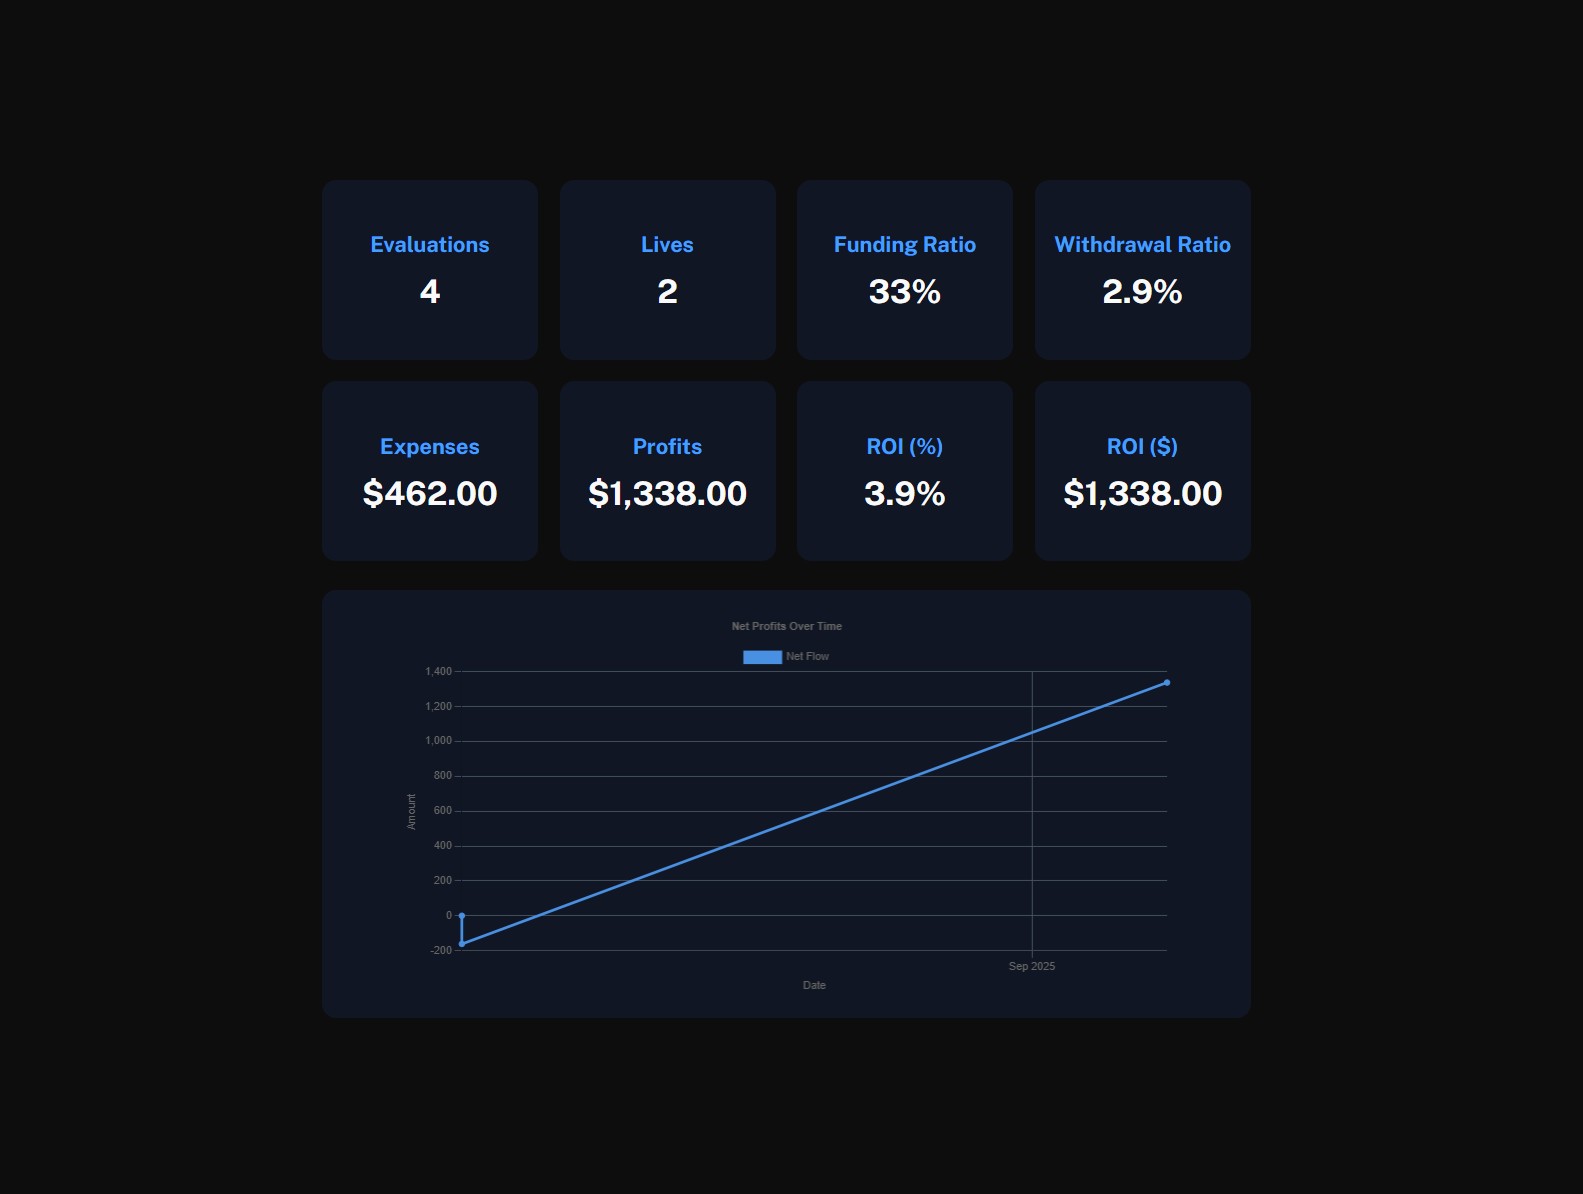 Evaluations
4
Lives
2
Funding Ratio
33%
Withdrawal Ratio
2.9%
Expenses
$462.00
Profits
$1,338.00
ROI (%)
3.9%
ROI ($)
$1,338.00
Net Profits Over Time
Net Flow
1,400
1,200
1,000
800
600
400
200
0
-200
Amount
Sep 2025
Date